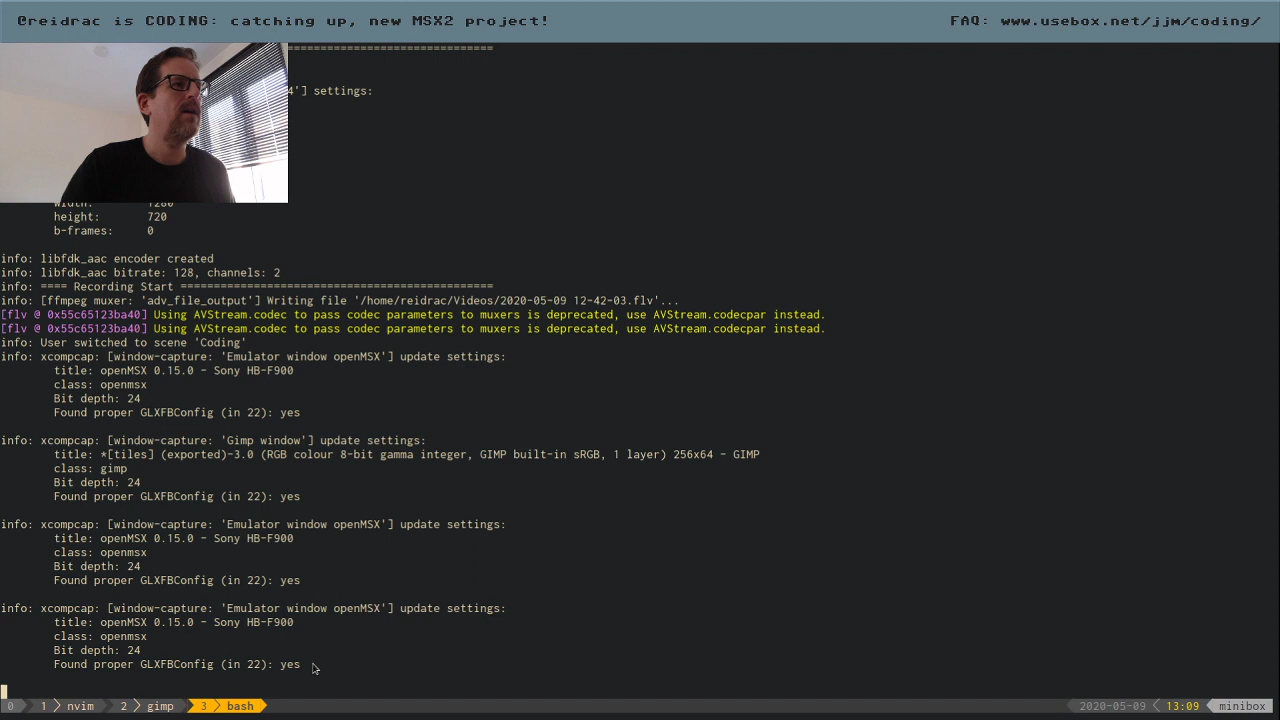 @reidrac is CODING: catching up, new MSX2 project! FAQ: www.usebox.net/jjm/coding/
==============================
4'] settings:
height: 720
b-frames: 0
info: libfdk_aac encoder created
info: libfdk_aac bitrate: 128, channels: 2
info: ==== Recording Start ===============================================
info: [ffmpeg muxer: 'adv_file_output'] Writing file '/home/reidrac/Videos/2020-05-09 12-42-03.flv'...
[flv @ 0x55c65123ba40] Using AVStream.codec to pass codec parameters to muxers is deprecated, use AVStream.codecpar instead.
[flv @ 0x55c65123ba40] Using AVStream.codec to pass codec parameters to muxers is deprecated, use AVStream.codecpar instead.
info: User switched to scene 'Coding'
info: xcompcap: [window-capture: 'Emulator window openMSX'] update settings:
title: openMSX 0.15.0 - Sony HB-F900
class: openmsx
Bit depth: 24
Found proper GLXFBConfig (in 22): yes
info: xcompcap: [window-capture: 'Gimp window'] update settings:
title: *[tiles] (exported)-3.0 (RGB colour 8-bit gamma integer, GIMP built-in sRGB, 1 layer) 256x64 – GIMP
class: gimp
Bit depth: 24
Found proper GLXFBConfig (in 22): yes
info: xcompcap: [window-capture: 'Emulator window openMSX'] update settings:
title: openMSX 0.15.0 - Sony HB-F900
class: openmsx
Bit depth: 24
Found proper GLXFBConfig (in 22): yes
info: xcompcap: [window-capture: 'Emulator window openMSX'] update settings:
title: openMSX 0.15.0 - Sony HB-F900
class: openmsx
Bit depth: 24
Found proper GLXFBConfig (in 22): yes
0 1 nvim 2 gimp 3 bash 2020-05-09 13:09 minibox